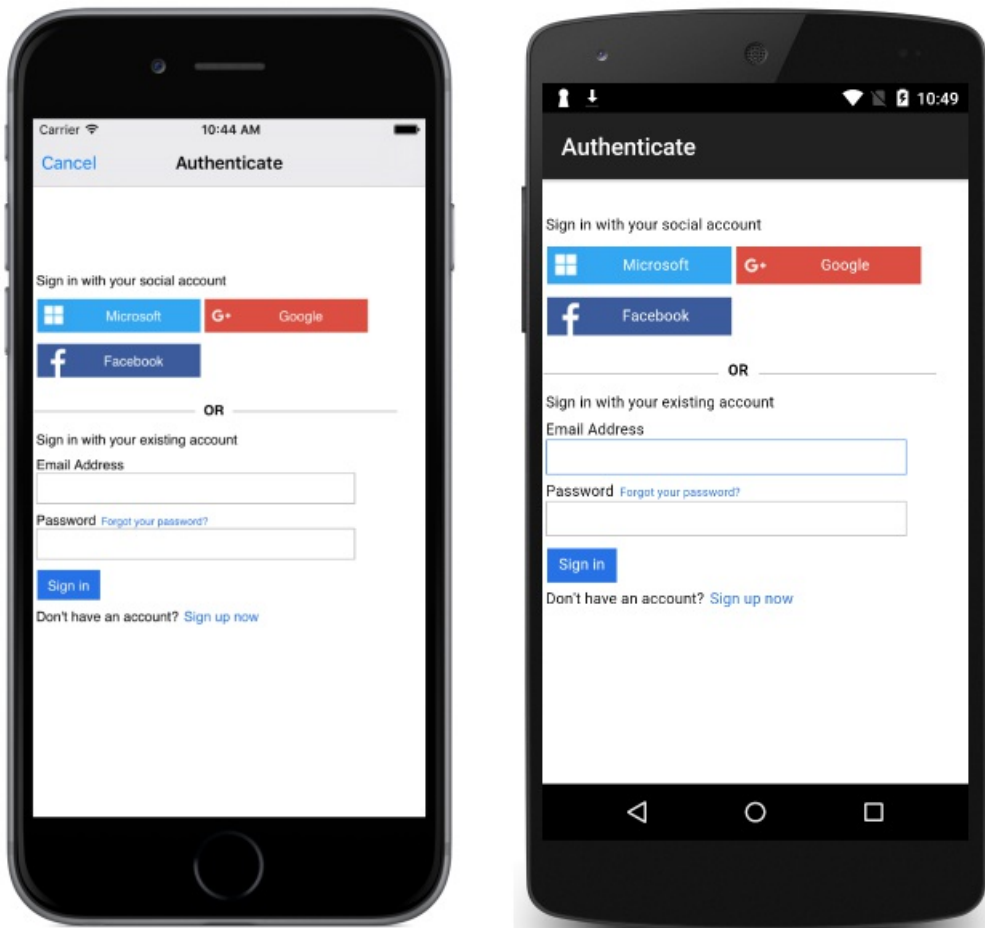 Carrier 10:44 AM
Cancel Authenticate
Sign in with your social account
Microsoft G+ Google
Facebook
OR
Sign in with your existing account
Email Address
Password Forgot your password?
Sign in
Don't have an account? Sign up now
10:49
Authenticate
Sign in with your social account
Microsoft G+ Google
Facebook
OR
Sign in with your existing account
Email Address
Password Forgot your password?
Sign in
Don't have an account? Sign up now